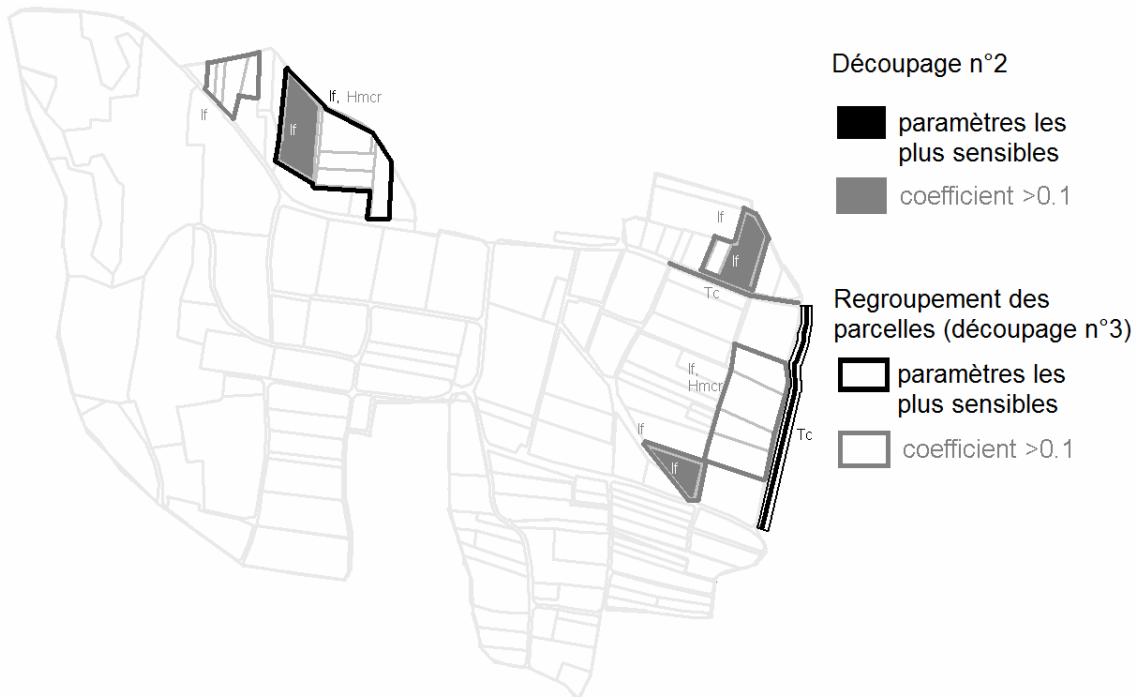 Découpage n°2
paramètres les
plus sensibles
coefficient >0.1
Regroupement des
parcelles (découpage n°3)
paramètres les
plus sensibles
coefficient >0.1
If
If, Hmcr
If
If
If
Tc
If,
Hmcr
Tc
If
If